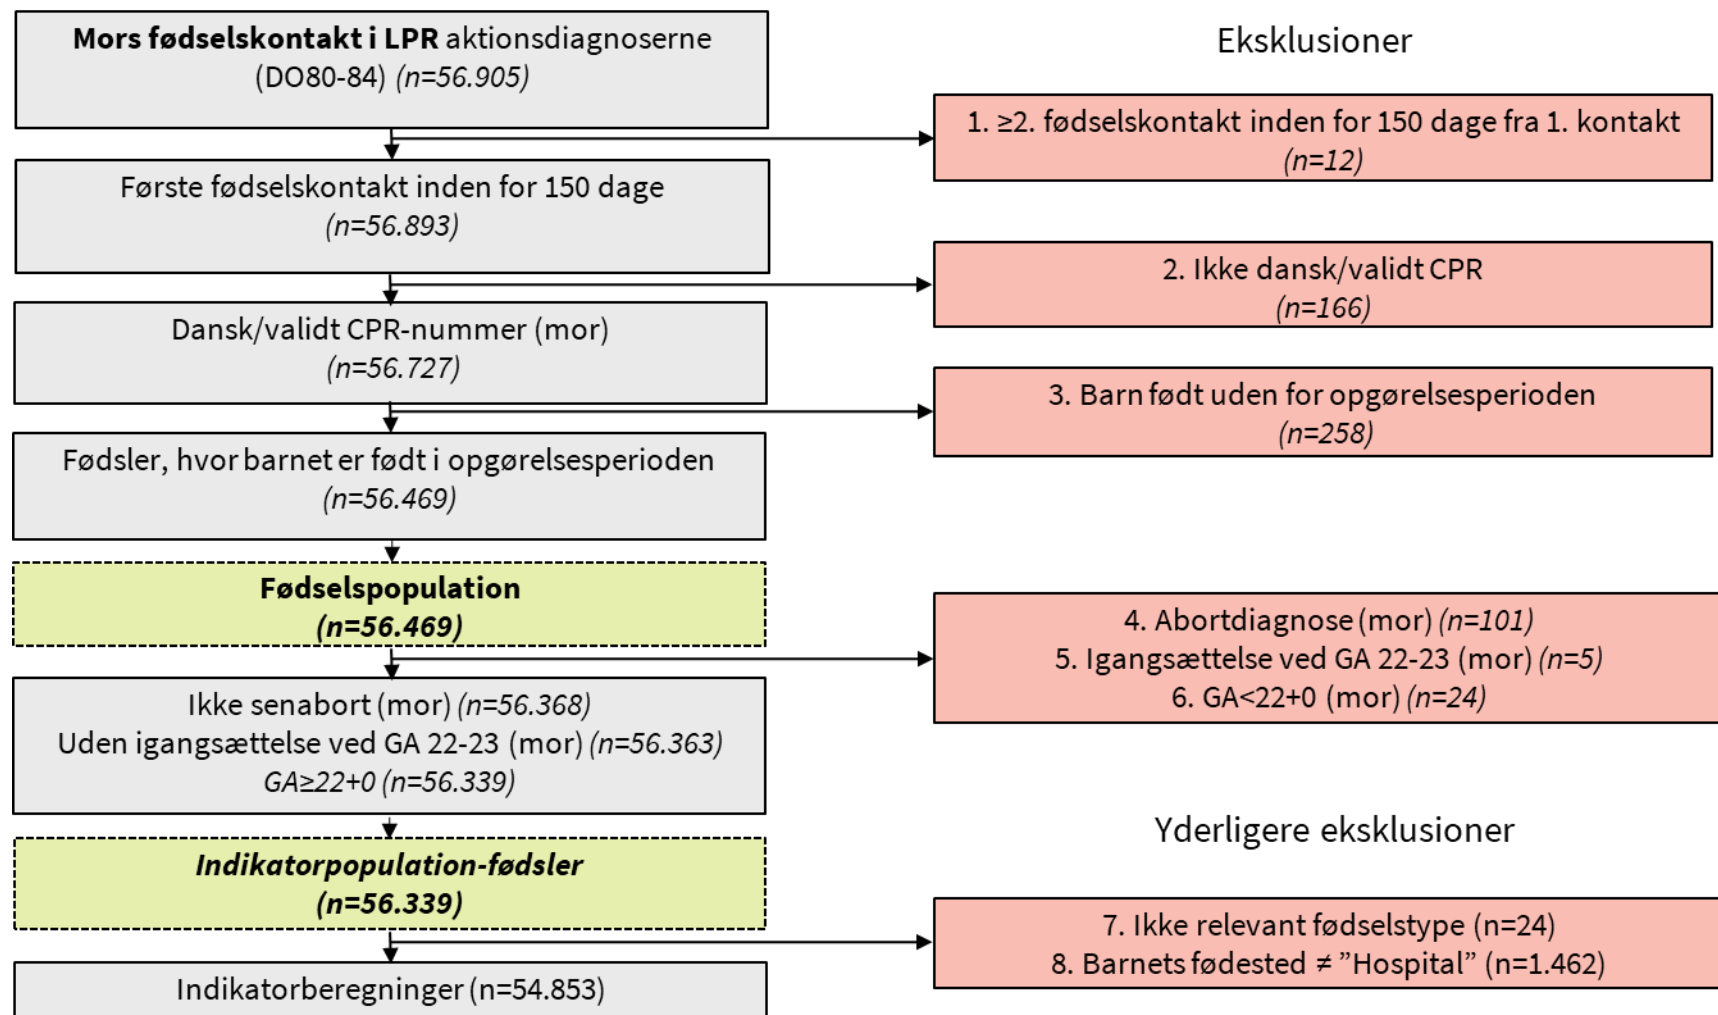 Mors fødselskontakt i LPR aktionsdiagnoserne
(DO80-84) (n=56.905)
Eksklusioner
1. ≥2. fødselskontakt inden for 150 dage fra 1. kontakt
(n=12)
Første fødselskontakt inden for 150 dage
(n=56.893)
2. Ikke dansk/validt CPR
(n=166)
Dansk/validt CPR-nummer (mor)
(n=56.727)
3. Barn født uden for opgørelsesperioden
(n=258)
Fødsler, hvor barnet er født i opgørelsesperioden
(n=56.469)
Fødselspopulation
(n=56.469)
4. Abortdiagnose (mor) (n=101)
5. Igangsættelse ved GA 22-23 (mor) (n=5)
6. GA<22+0 (mor) (n=24)
Ikke senabort (mor) (n=56.368)
Uden igangsættelse ved GA 22-23 (mor) (n=56.363)
GA≥22+0 (n=56.339)
Yderligere eksklusioner
Indikatorpopulation-fødsler
(n=56.339)
7. Ikke relevant fødselstype (n=24)
8. Barnets fødested ≠ ”Hospital” (n=1.462)
Indikatorberegninger (n=54.853)